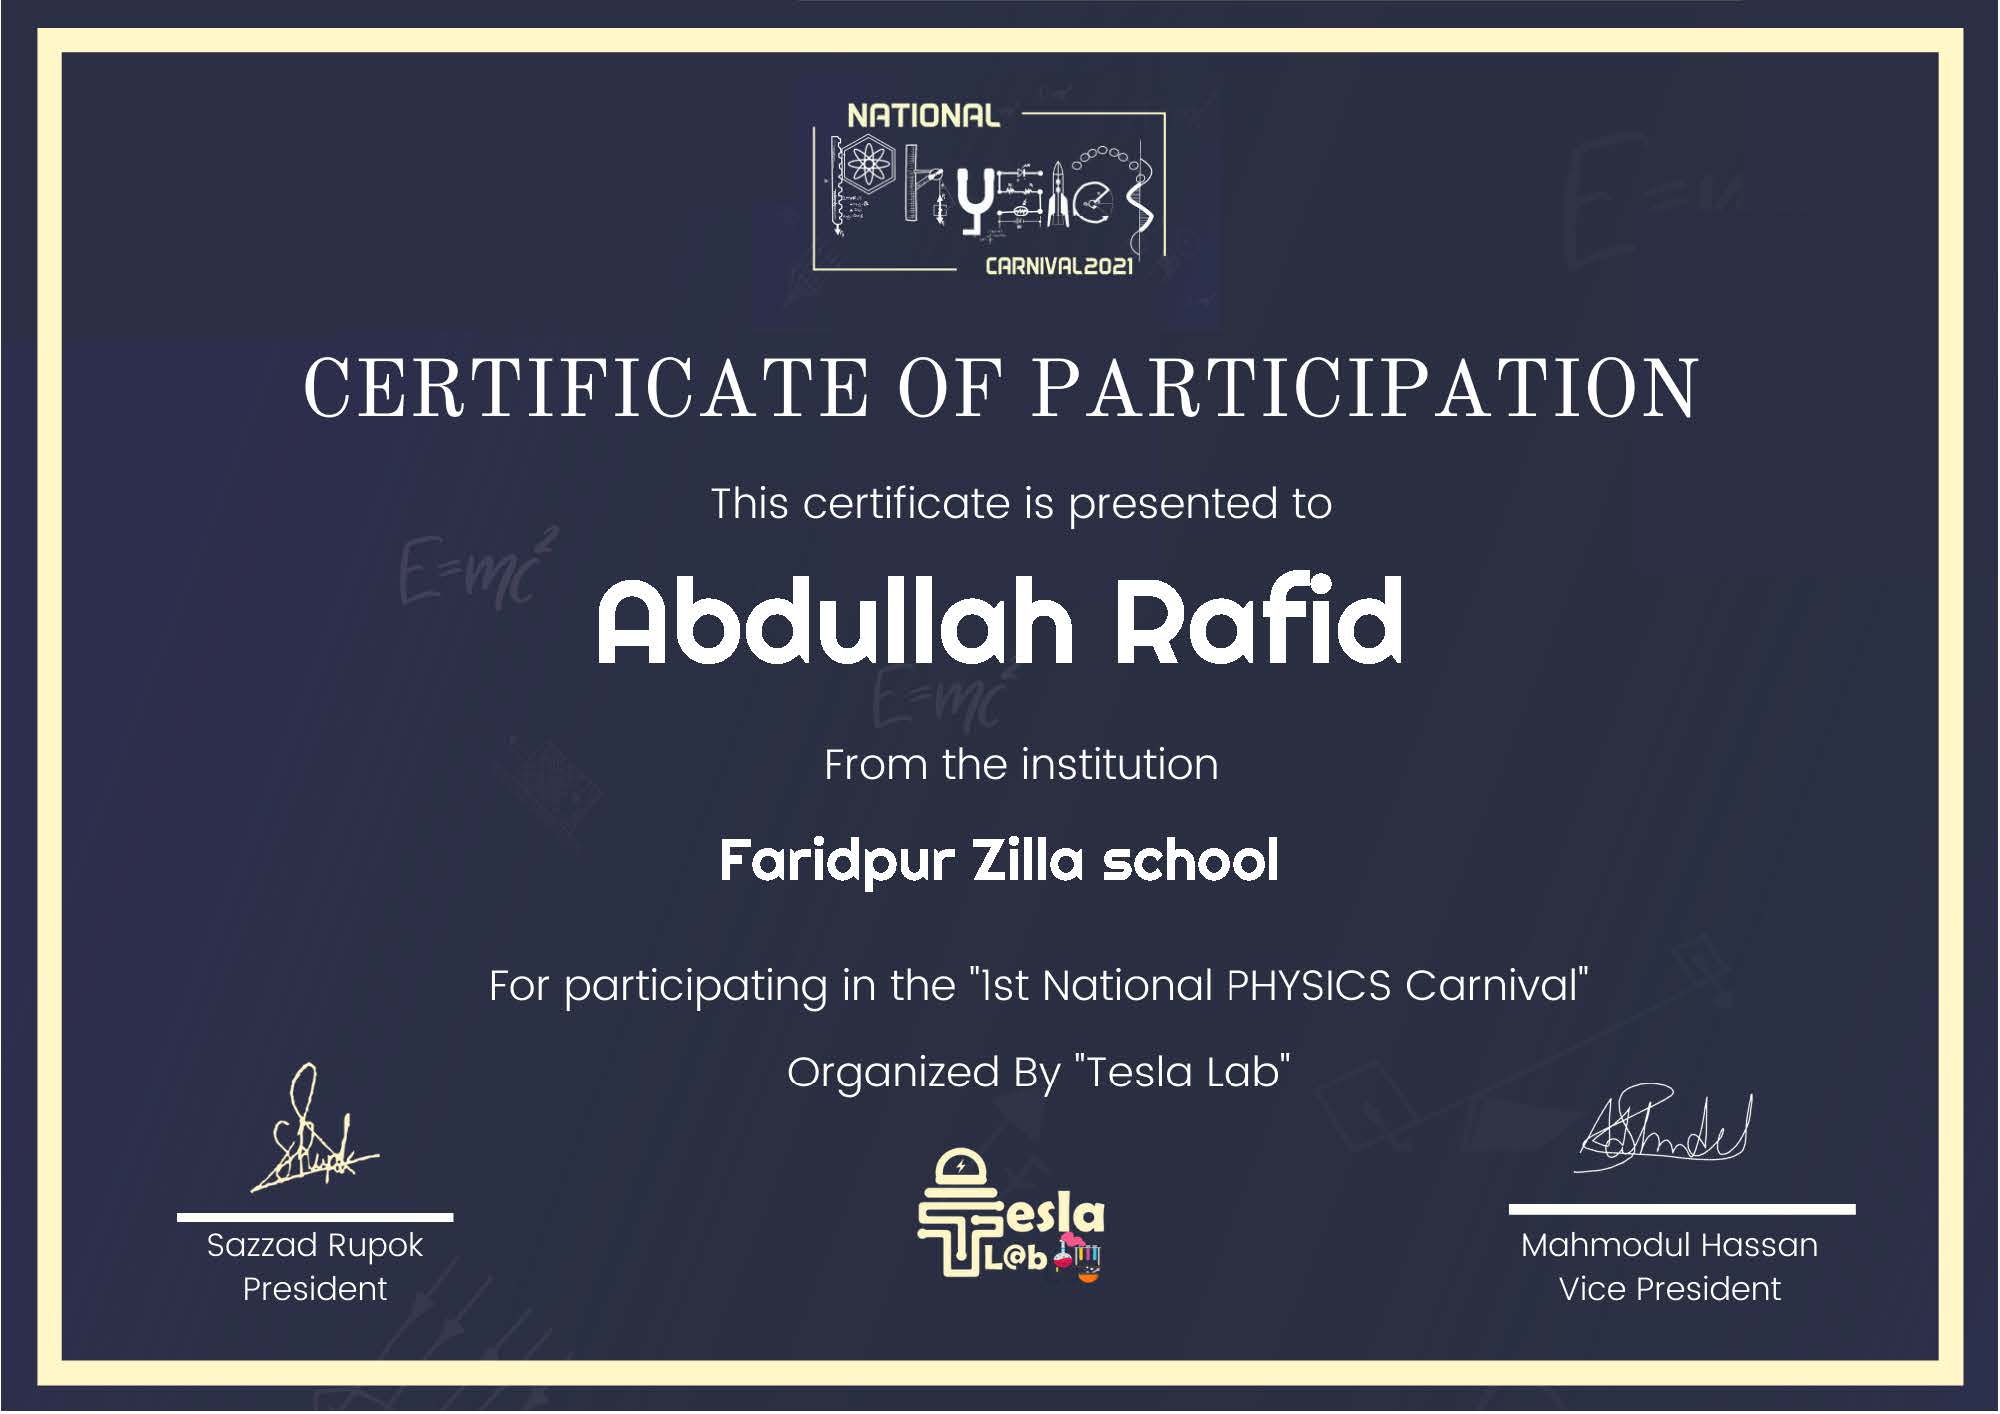 NATIONAL
Physics
CARNIVAL2021
CERTIFICATE OF PARTICIPATION
This certificate is presented to
E=mc²
Abdullah Rafid
E=mc²
From the institution
Faridpur Zilla school
For participating in the "1st National PHYSICS Carnival"
Organized By "Tesla Lab"
Tesla
L@b
Sazzad Rupok
President
Mahmodul Hassan
Vice President